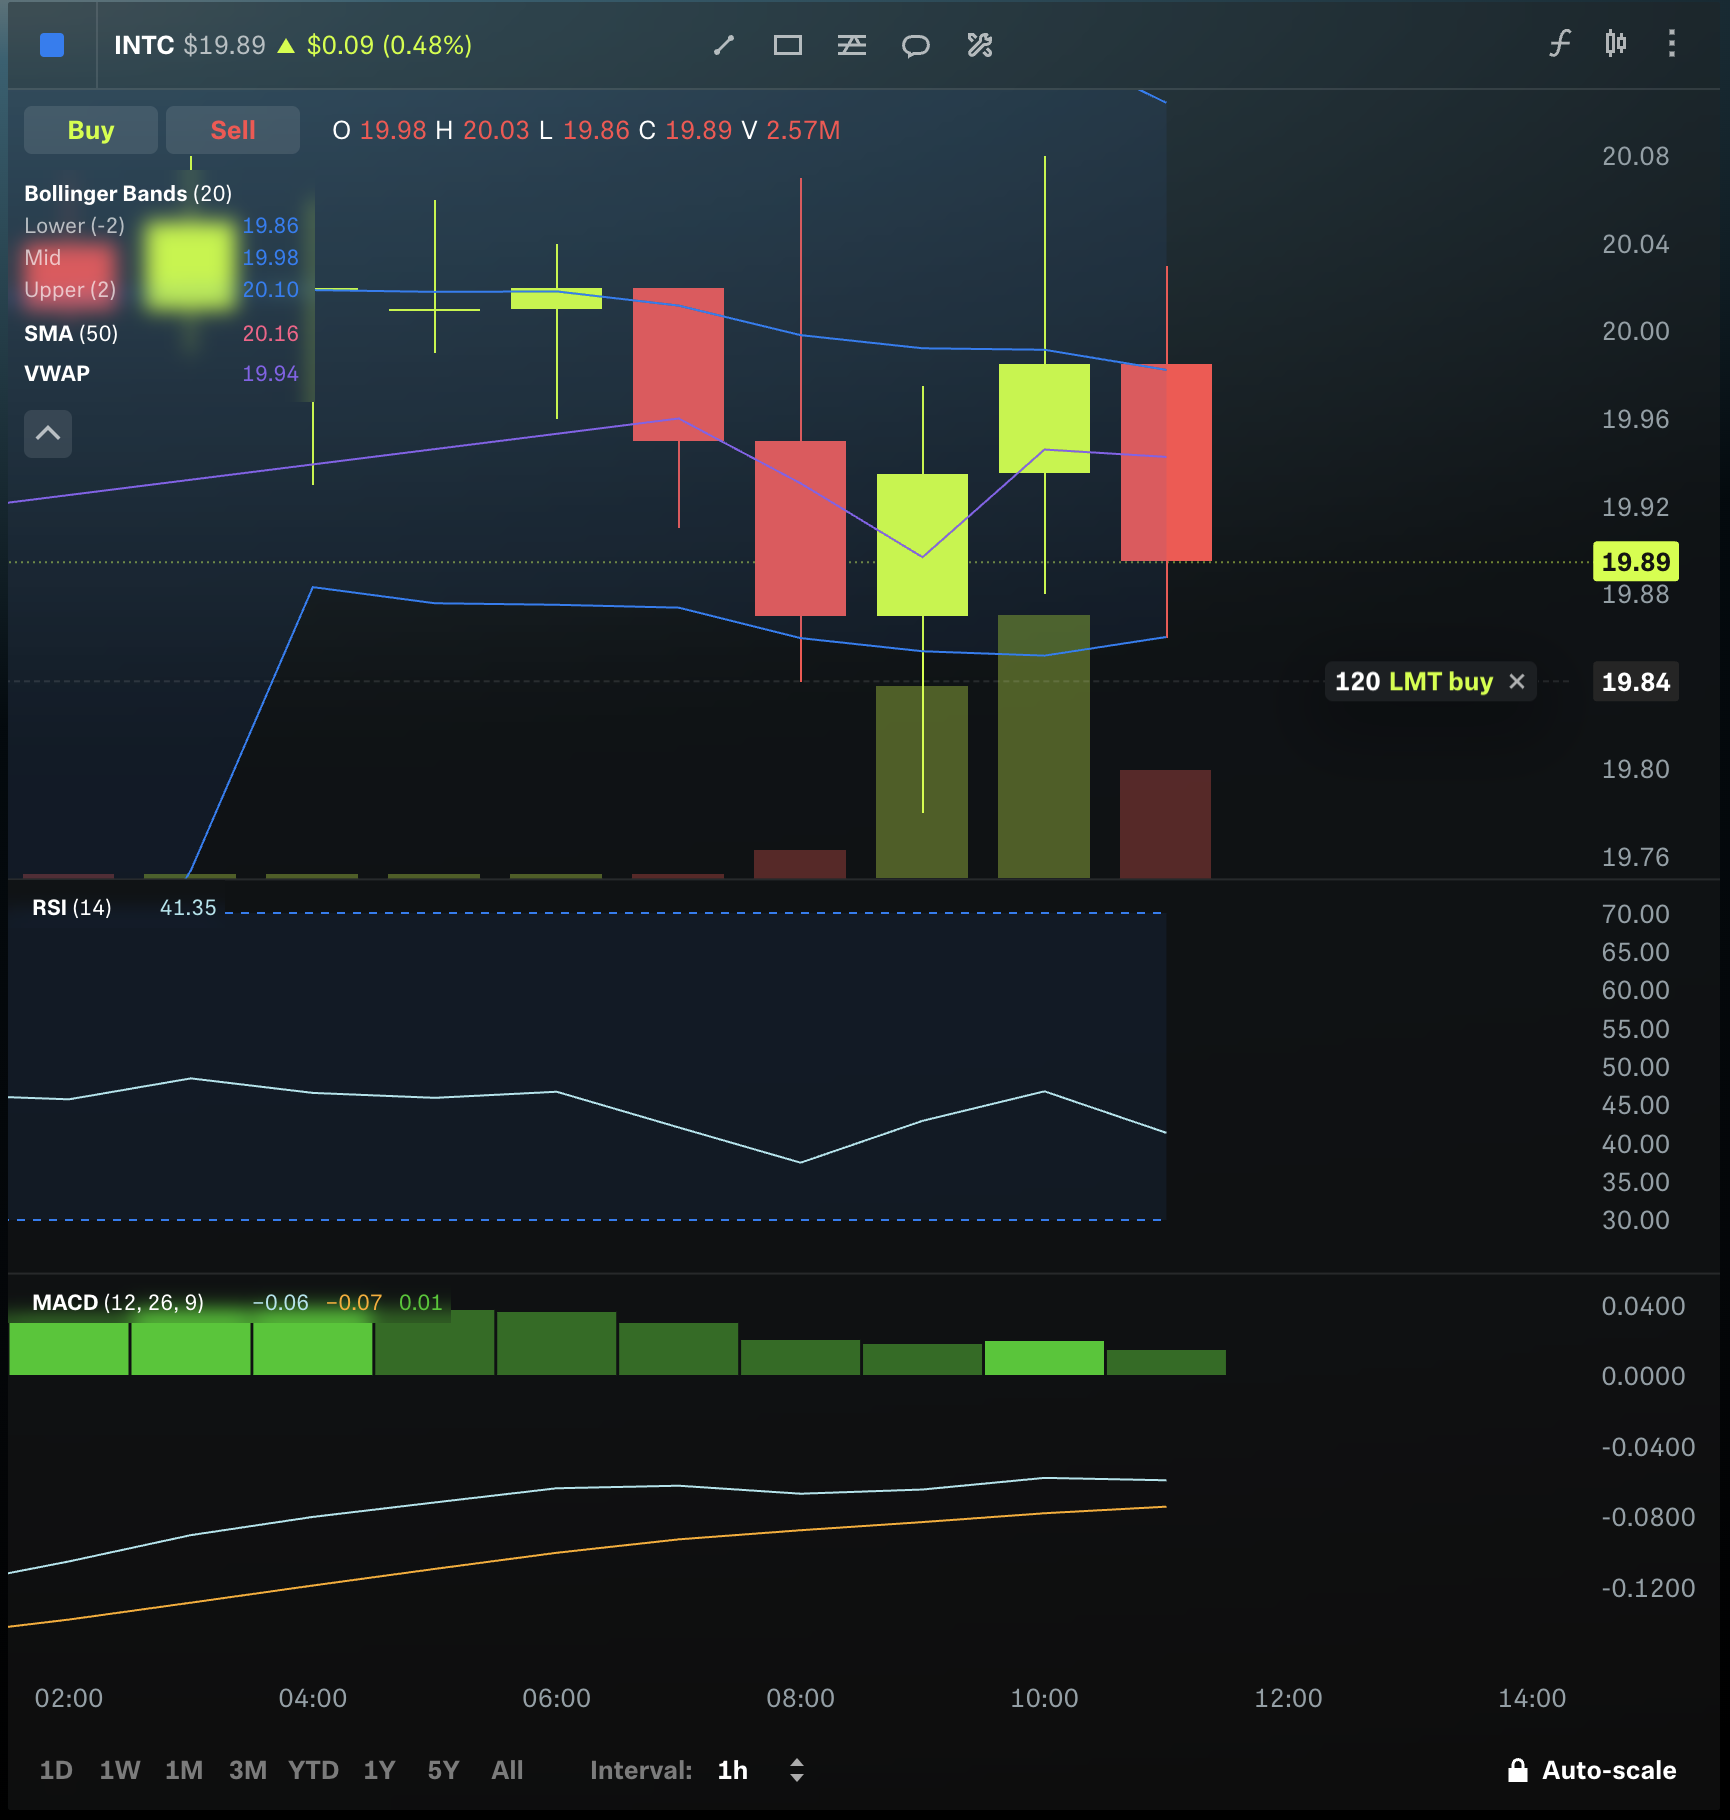 INTC $19.89 ▲ $0.09 (0.48%)
Buy Sell O 19.98 H 20.03 L 19.86 C 19.89 V 2.57M
Bollinger Bands (20)
Lower (-2) 19.86
Mid 19.98
Upper (2) 20.10
SMA (50) 20.16
VWAP 19.94
20.08
20.04
20.00
19.96
19.92
19.89
19.88
120 LMT buy × 19.84
19.80
19.76
RSI (14) 41.35
70.00
65.00
60.00
55.00
50.00
45.00
40.00
35.00
30.00
MACD (12, 26, 9) −0.06 −0.07 0.01
0.0400
0.0000
-0.0400
-0.0800
-0.1200
02:00 04:00 06:00 08:00 10:00 12:00 14:00
1D 1W 1M 3M YTD 1Y 5Y All Interval: 1h Auto-scale